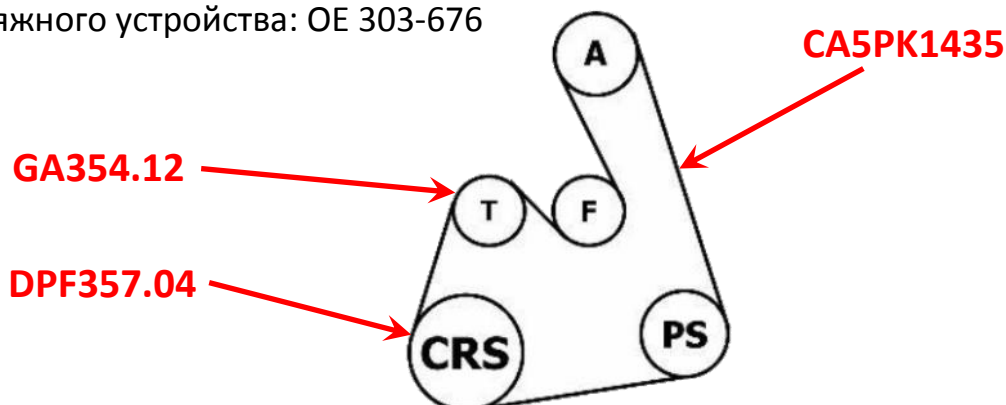 яжного устройства: OE 303-676
A
CA5PK1435
GA354.12
T
F
DPF357.04
CRS
PS